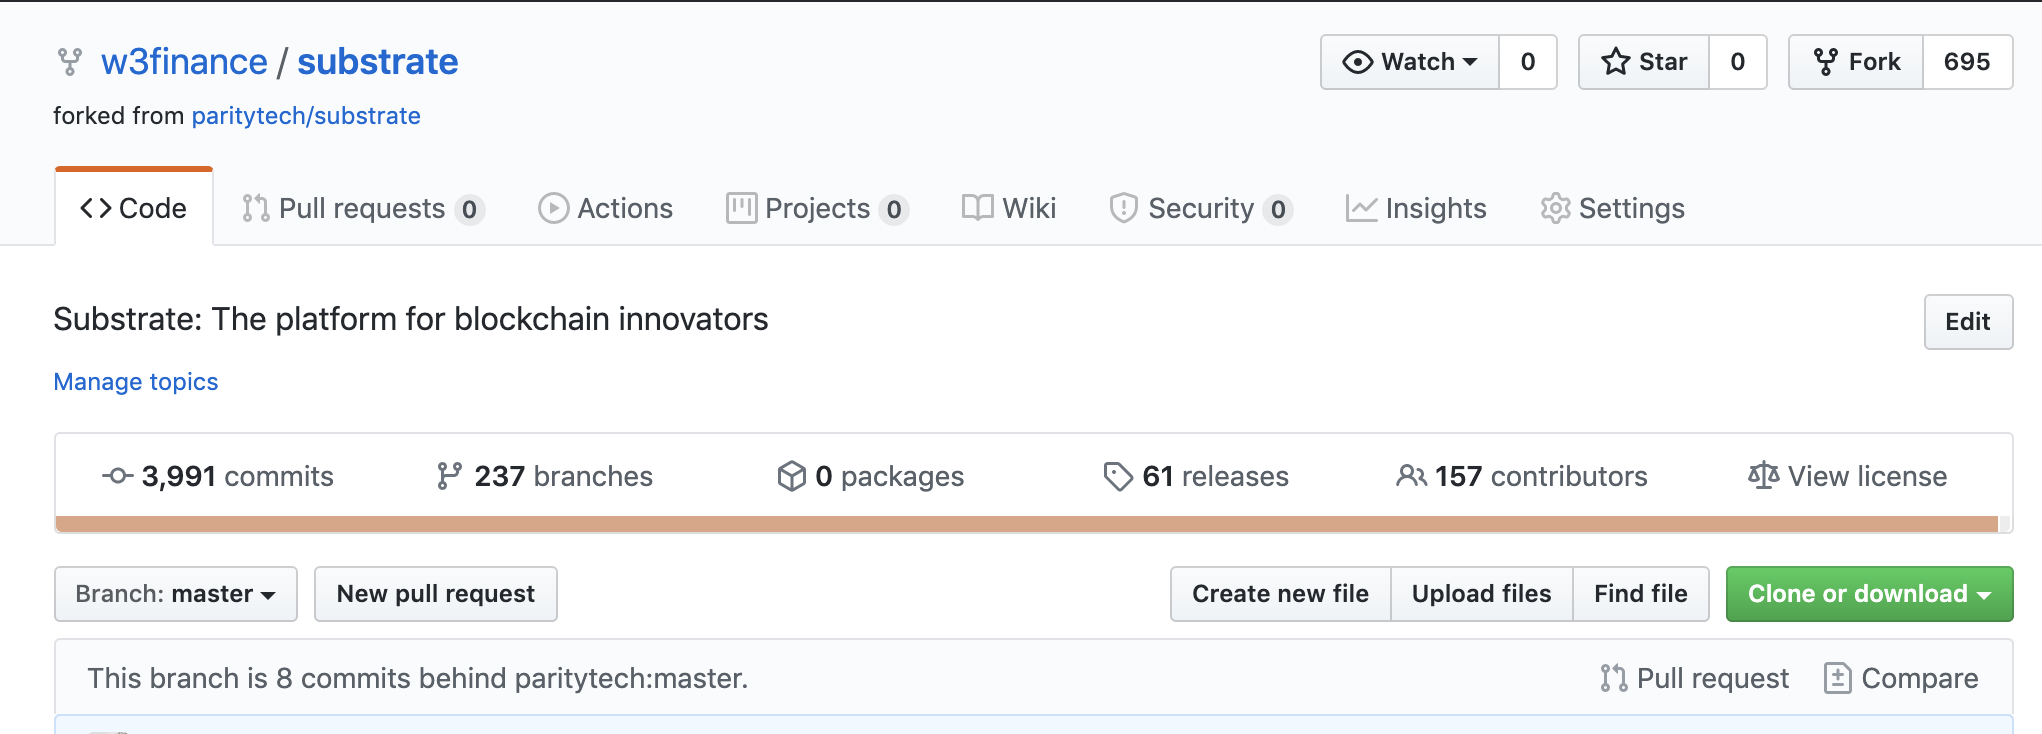 w3finance / substrate
Watch 0 Star 0 Fork 695
forked from paritytech/substrate
Code Pull requests 0 Actions Projects 0 Wiki Security 0 Insights Settings
Substrate: The platform for blockchain innovators
Edit
Manage topics
3,991 commits 237 branches 0 packages 61 releases 157 contributors View license
Branch: master New pull request Create new file Upload files Find file Clone or download
This branch is 8 commits behind paritytech:master. Pull request Compare